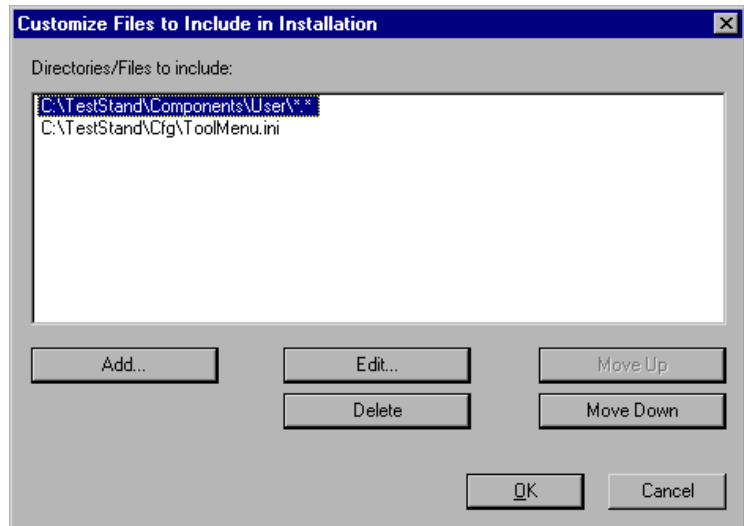 Customize Files to Include in Installation
Directories/Files to include:
C:\TestStand\Components\User\*.*
C:\TestStand\Cfg\ToolMenu.ini
Add... Edit... Move Up
Delete Move Down
OK Cancel